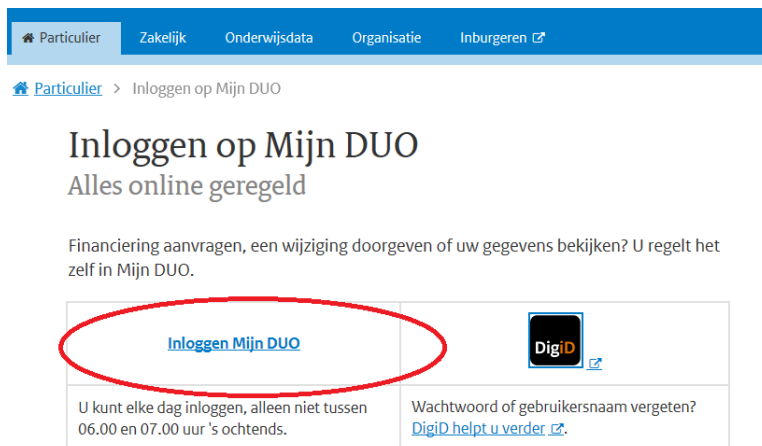 Particulier Zakelijk Onderwijsdata Organisatie Inburgeren
Particulier > Inloggen op Mijn DUO
Inloggen op Mijn DUO
Alles online geregeld
Financiering aanvragen, een wijziging doorgeven of uw gegevens bekijken? U regelt het
zelf in Mijn DUO.
Inloggen Mijn DUO
DigiD
U kunt elke dag inloggen, alleen niet tussen
06.00 en 07.00 uur 's ochtends.
Wachtwoord of gebruikersnaam vergeten?
DigiD helpt u verder.